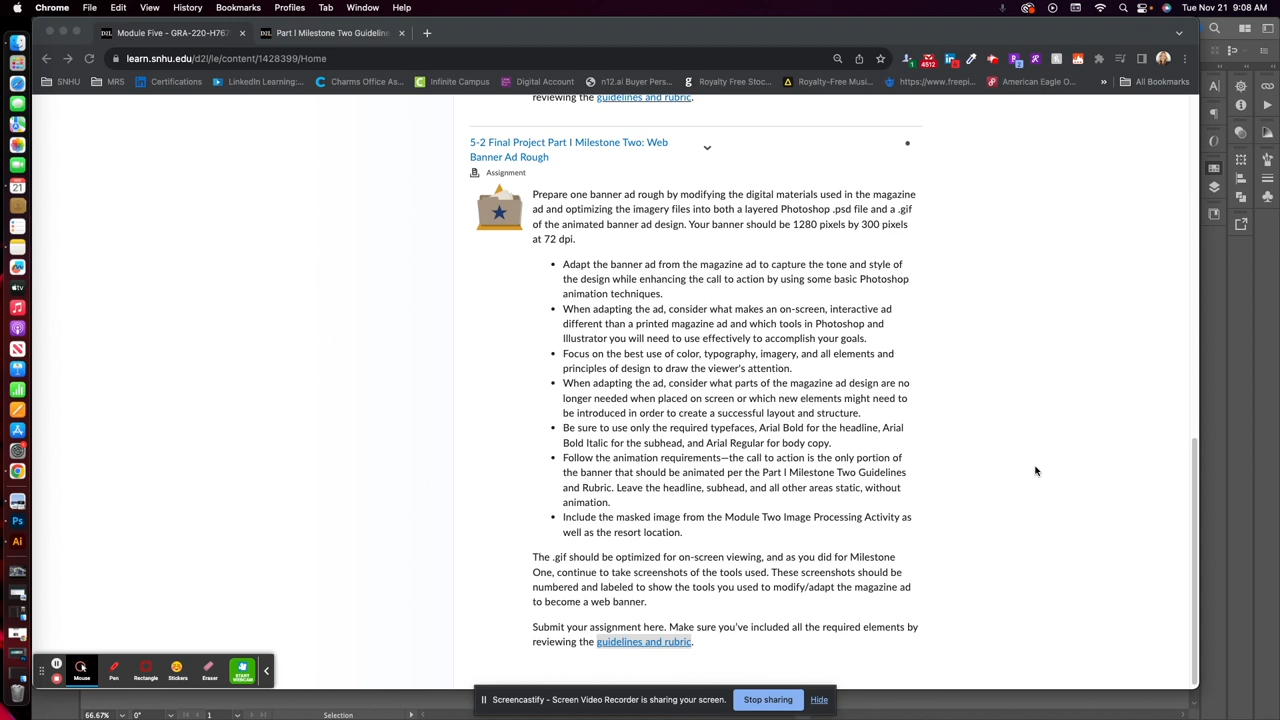 Chrome File Edit View History Bookmarks Profiles Tab Window Help
Tue Nov 21 9:08 AM
Module Five - GRA-220-H767
Part I Milestone Two Guideline
learn.snhu.edu/d2l/le/content/1428399/Home
4512
SNHU
MRS
Certifications
LinkedIn Learning:...
Charms Office As...
Infinite Campus
Digital Account
n12.ai Buyer Pers...
Royalty Free Stoc...
Royalty-Free Musi...
https://www.freepi...
American Eagle O...
All Bookmarks
reviewing the guidelines and rubric.
5-2 Final Project Part I Milestone Two: Web
Banner Ad Rough
Assignment
Prepare one banner ad rough by modifying the digital materials used in the magazine
ad and optimizing the imagery files into both a layered Photoshop .psd file and a .gif
of the animated banner ad design. Your banner should be 1280 pixels by 300 pixels
at 72 dpi.
• Adapt the banner ad from the magazine ad to capture the tone and style of
the design while enhancing the call to action by using some basic Photoshop
animation techniques.
• When adapting the ad, consider what makes an on-screen, interactive ad
different than a printed magazine ad and which tools in Photoshop and
Illustrator you will need to use effectively to accomplish your goals.
• Focus on the best use of color, typography, imagery, and all elements and
principles of design to draw the viewer's attention.
• When adapting the ad, consider what parts of the magazine ad design are no
longer needed when placed on screen or which new elements might need to
be introduced in order to create a successful layout and structure.
• Be sure to use only the required typefaces, Arial Bold for the headline, Arial
Bold Italic for the subhead, and Arial Regular for body copy.
• Follow the animation requirements—the call to action is the only portion of
the banner that should be animated per the Part I Milestone Two Guidelines
and Rubric. Leave the headline, subhead, and all other areas static, without
animation.
• Include the masked image from the Module Two Image Processing Activity as
well as the resort location.
The .gif should be optimized for on-screen viewing, and as you did for Milestone
One, continue to take screenshots of the tools used. These screenshots should be
numbered and labeled to show the tools you used to modify/adapt the magazine ad
to become a web banner.
Submit your assignment here. Make sure you've included all the required elements by
reviewing the guidelines and rubric.
Mouse
Pen
Rectangle
Stickers
Eraser
START
WEBCAM
Screencastify - Screen Video Recorder is sharing your screen.
Stop sharing
Hide
66.67%
0°
1
Selection